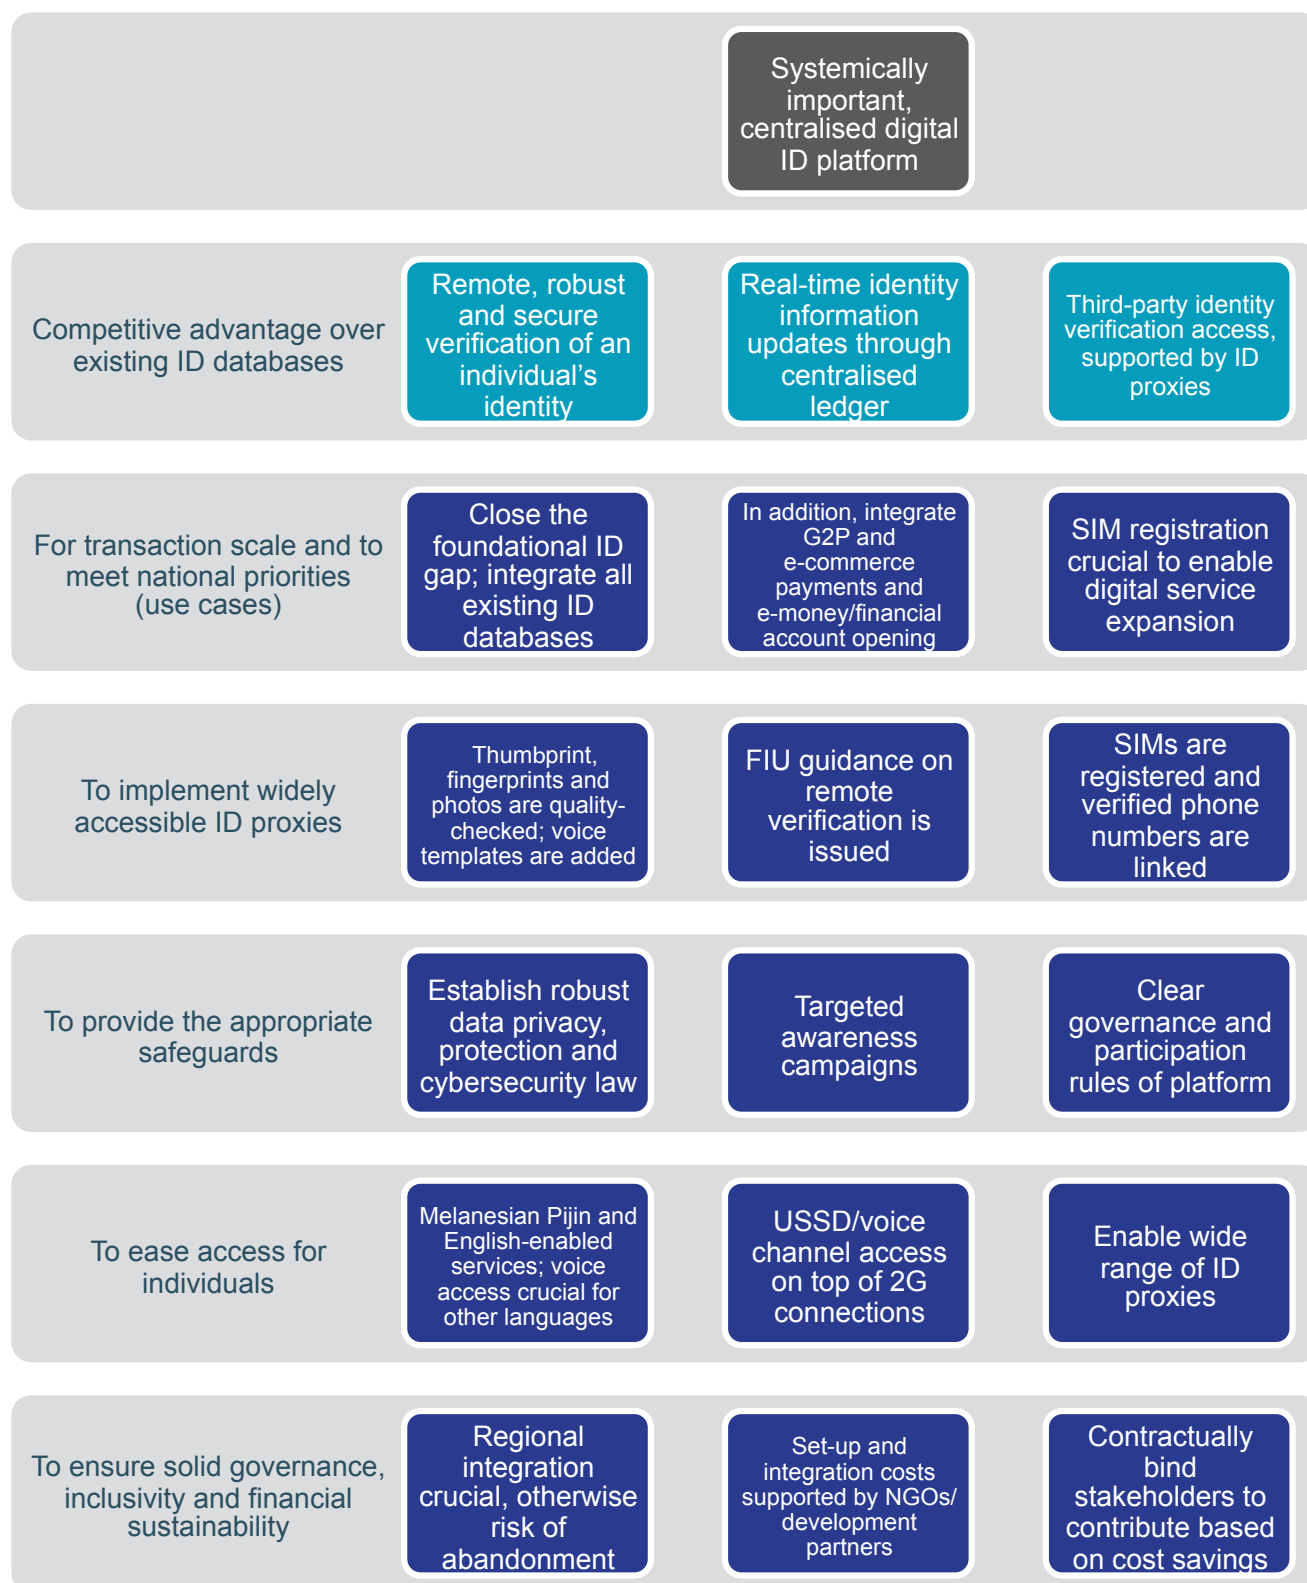 Systemically
important,
centralised digital
ID platform
Competitive advantage over
existing ID databases
Remote, robust
and secure
verification of an
individual’s
identity
Real-time identity
information
updates through
centralised
ledger
Third-party identity
verification access,
supported by ID
proxies
For transaction scale and to
meet national priorities
(use cases)
Close the
foundational ID
gap; integrate all
existing ID
databases
In addition, integrate
G2P and
e-commerce
payments and
e-money/financial
account opening
SIM registration
crucial to enable
digital service
expansion
To implement widely
accessible ID proxies
Thumbprint,
fingerprints and
photos are quality-
checked; voice
templates are added
FIU guidance on
remote
verification is
issued
SIMs are
registered and
verified phone
numbers are
linked
To provide the appropriate
safeguards
Establish robust
data privacy,
protection and
cybersecurity law
Targeted
awareness
campaigns
Clear
governance and
participation
rules of platform
To ease access for
individuals
Melanesian Pijin and
English-enabled
services; voice
access crucial for
other languages
USSD/voice
channel access
on top of 2G
connections
Enable wide
range of ID
proxies
To ensure solid governance,
inclusivity and financial
sustainability
Regional
integration
crucial, otherwise
risk of
abandonment
Set-up and
integration costs
supported by NGOs/
development
partners
Contractually
bind
stakeholders to
contribute based
on cost savings